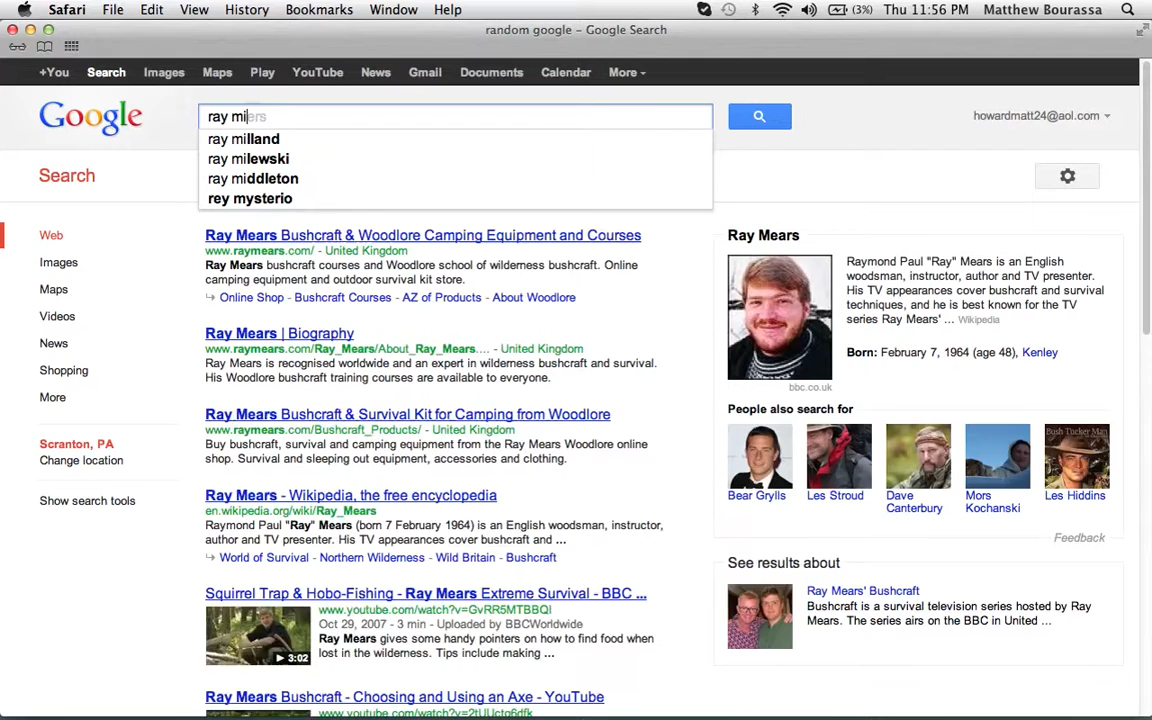 Safari File Edit View History Bookmarks Window Help (3%) Thu 11:56 PM Matthew Bourassa
random google – Google Search
+You Search Images Maps Play YouTube News Gmail Documents Calendar More
Google
ray miers
howardmatt24@aol.com
ray milland
ray milewski
ray middleton
rey mysterio
Search
Web
Images
Maps
Videos
News
Shopping
More
Scranton, PA
Change location
Show search tools
Ray Mears Bushcraft & Woodlore Camping Equipment and Courses
www.raymears.com/ - United Kingdom
Ray Mears bushcraft courses and Woodlore school of wilderness bushcraft. Online
camping equipment and outdoor survival kit store.
Online Shop - Bushcraft Courses - AZ of Products - About Woodlore
Ray Mears | Biography
www.raymears.com/Ray_Mears/About_Ray_Mears.... - United Kingdom
Ray Mears is recognised worldwide and an expert in wilderness bushcraft and survival.
His Woodlore bushcraft training courses are available to everyone.
Ray Mears Bushcraft & Survival Kit for Camping from Woodlore
www.raymears.com/Bushcraft_Products/ - United Kingdom
Buy bushcraft, survival and camping equipment from the Ray Mears Woodlore online
shop. Survival and sleeping out equipment, accessories and clothing.
Ray Mears - Wikipedia, the free encyclopedia
en.wikipedia.org/wiki/Ray_Mears
Raymond Paul "Ray" Mears (born 7 February 1964) is an English woodsman, instructor,
author and TV presenter. His TV appearances cover bushcraft and ...
World of Survival - Northern Wilderness - Wild Britain - Bushcraft
Squirrel Trap & Hobo-Fishing - Ray Mears Extreme Survival - BBC ...
www.youtube.com/watch?v=GvRR5MTBBQI
Oct 29, 2007 - 3 min - Uploaded by BBCWorldwide
Ray Mears gives some handy pointers on how to find food when
lost in the wilderness. Tips include making ...
3:02
Ray Mears Bushcraft - Choosing and Using an Axe - YouTube
Ray Mears
Raymond Paul "Ray" Mears is an English
woodsman, instructor, author and TV presenter.
His TV appearances cover bushcraft and survival
techniques, and he is best known for the TV
series Ray Mears' ... Wikipedia
Born: February 7, 1964 (age 48), Kenley
bbc.co.uk
People also search for
Bush Tucker Man
Bear Grylls
Les Stroud
Dave Canterbury
Mors Kochanski
Les Hiddins
Feedback
See results about
Ray Mears' Bushcraft
Bushcraft is a survival television series hosted by Ray
Mears. The series airs on the BBC in United ...